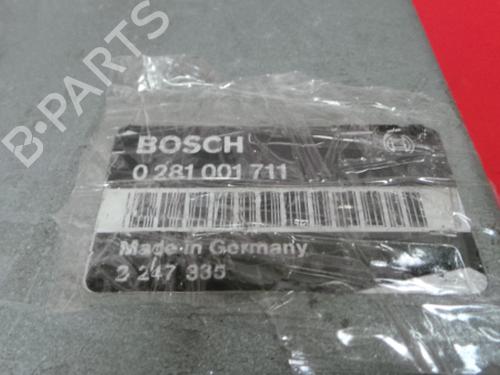 B-PARTS
BOSCH
0 281 001 711
Made in Germany
2 247 335